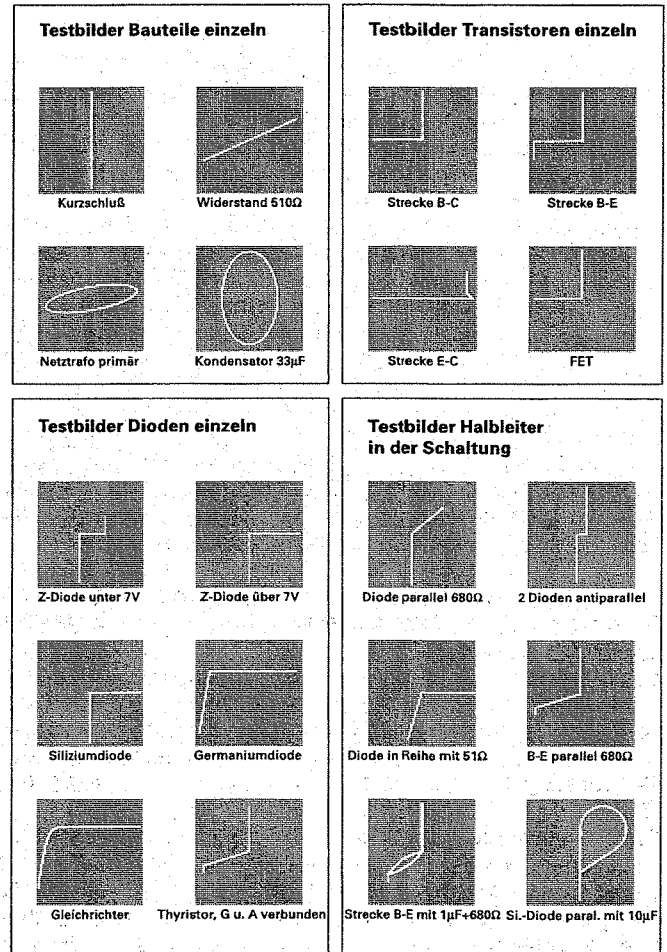 Testbilder Bauteile einzeln
Kurzschluß
Widerstand 510Ω
Netztrafo primär
Kondensator 33µF
Testbilder Transistoren einzeln
Strecke B-C
Strecke B-E
Strecke E-C
FET
Testbilder Dioden einzeln
Z-Diode unter 7V
Z-Diode über 7V
Siliziumdiode
Germaniumdiode
Gleichrichter
Thyristor, G u. A verbunden
Testbilder Halbleiter
in der Schaltung
Diode parallel 680Ω
2 Dioden antiparallel
Diode in Reihe mit 51Ω
B-E parallel 680Ω
Strecke B-E mit 1µF+680Ω
Si.-Diode paral. mit 10µF